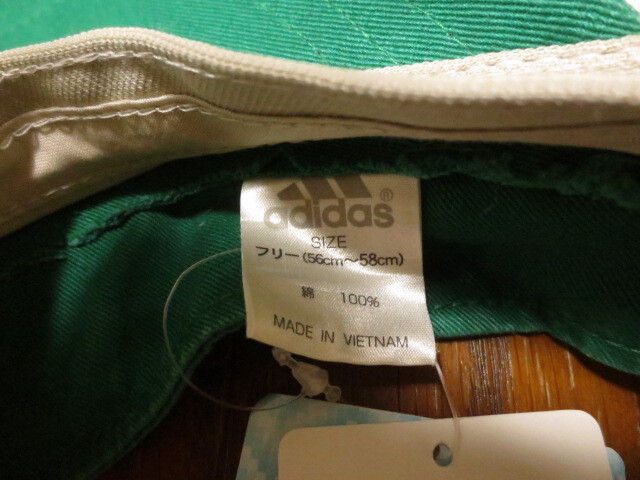 adidas®
SIZE
フリー(56cm～58cm)
綿 100%
MADE IN VIETNAM